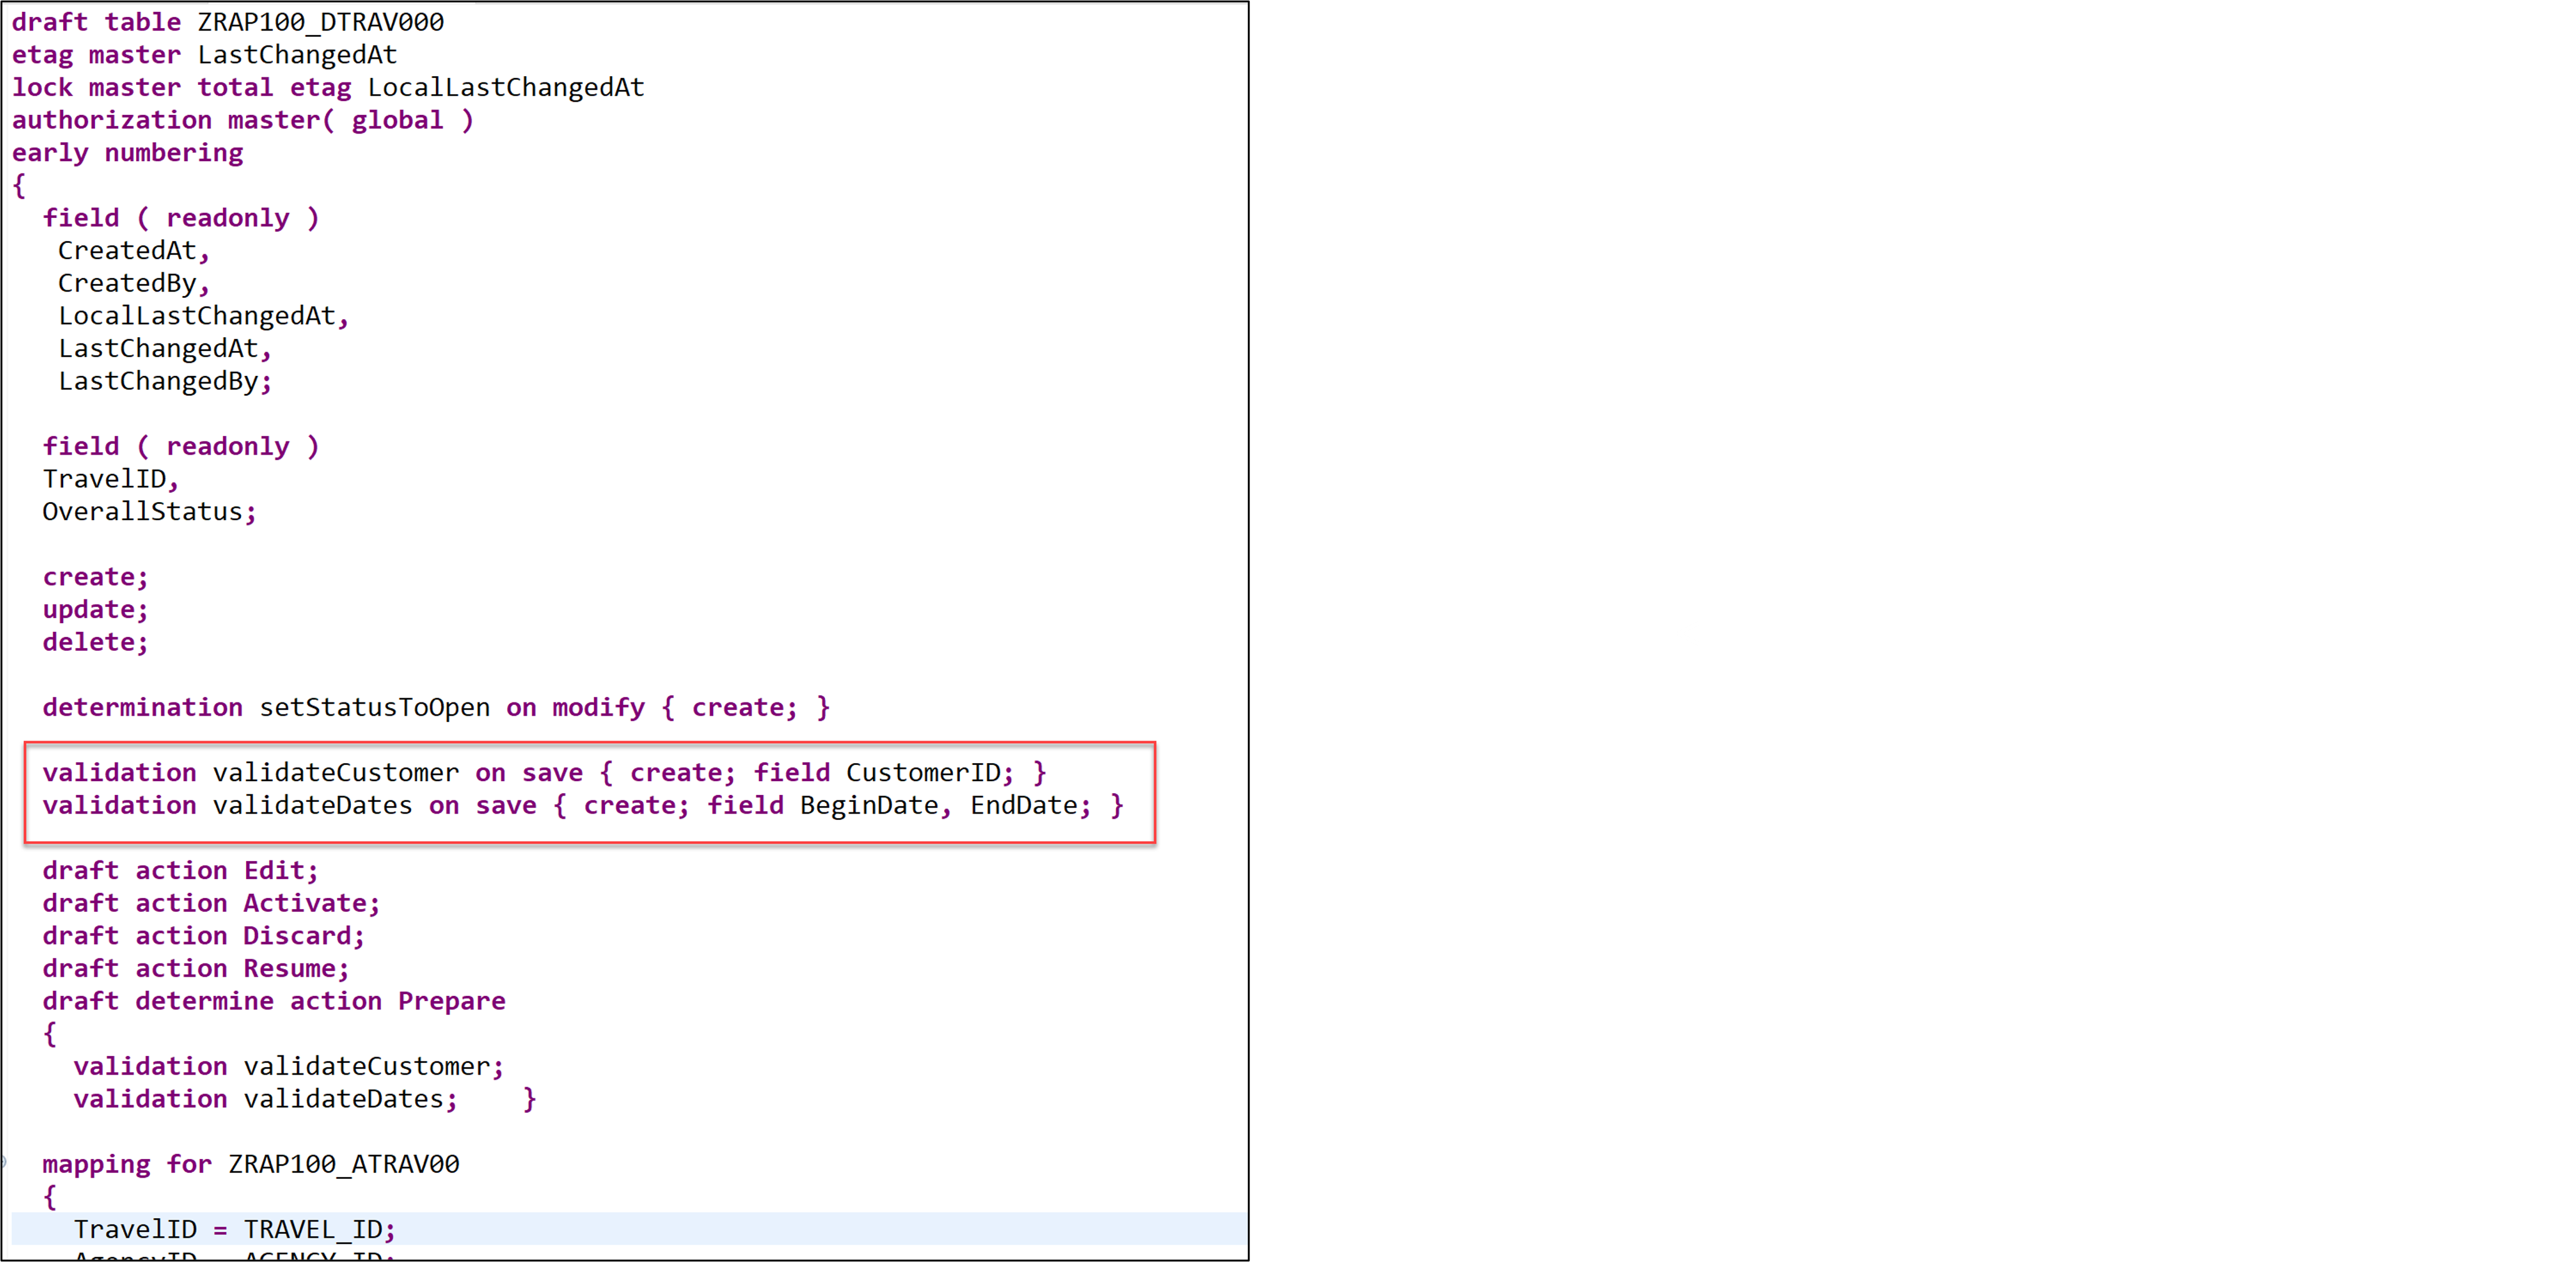 draft table ZRAP100_DTRAV000
etag master LastChangedAt
lock master total etag LocalLastChangedAt
authorization master( global )
early numbering
{
field ( readonly )
CreatedAt,
CreatedBy,
LocalLastChangedAt,
LastChangedAt,
LastChangedBy;
field ( readonly )
TravelID,
OverallStatus;
create;
update;
delete;
determination setStatusToOpen on modify { create; }
validation validateCustomer on save { create; field CustomerID; }
validation validateDates on save { create; field BeginDate, EndDate; }
draft action Edit;
draft action Activate;
draft action Discard;
draft action Resume;
draft determine action Prepare
{
validation validateCustomer;
validation validateDates;    }
mapping for ZRAP100_ATRAV00
{
TravelID = TRAVEL_ID;